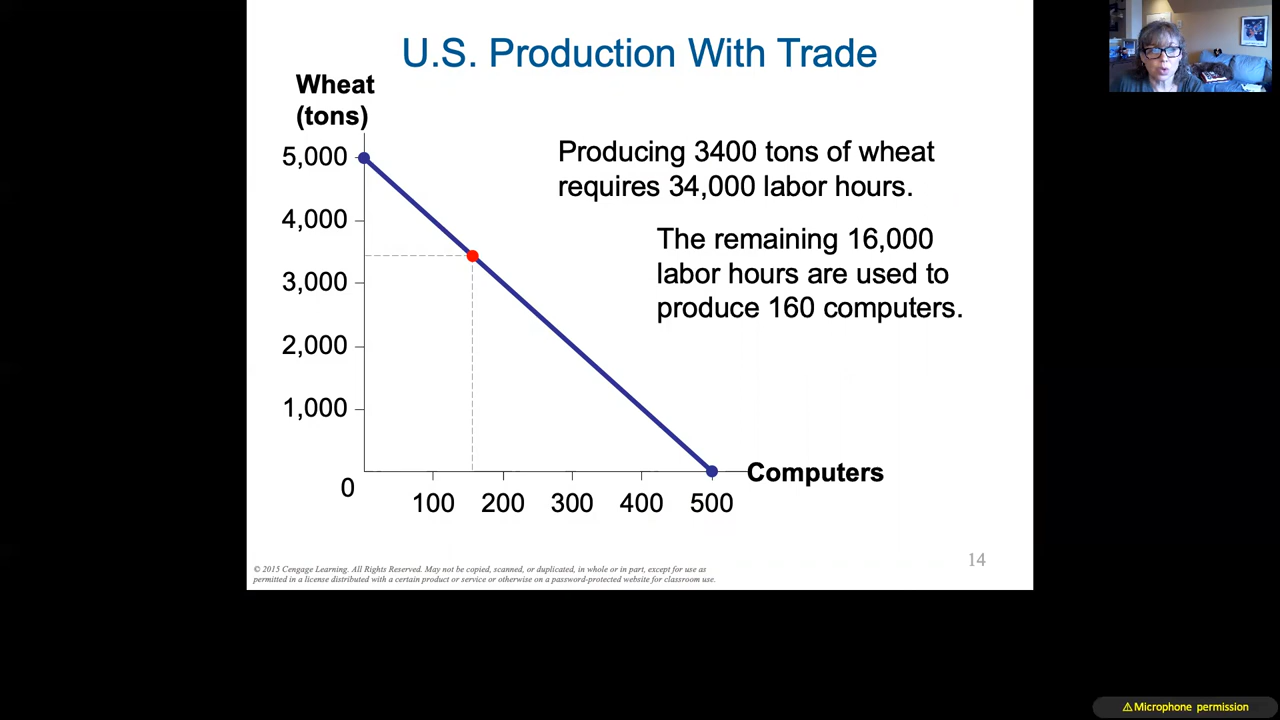 U.S. Production With Trade
Wheat
(tons)
5,000
4,000
3,000
2,000
1,000
0
100 200 300 400 500
Computers
Producing 3400 tons of wheat
requires 34,000 labor hours.
The remaining 16,000
labor hours are used to
produce 160 computers.
14
© 2015 Cengage Learning. All Rights Reserved. May not be copied, scanned, or duplicated, in whole or in part, except for use as
permitted in a license distributed with a certain product or service or otherwise on a password-protected website for classroom use.
⚠Microphone permission